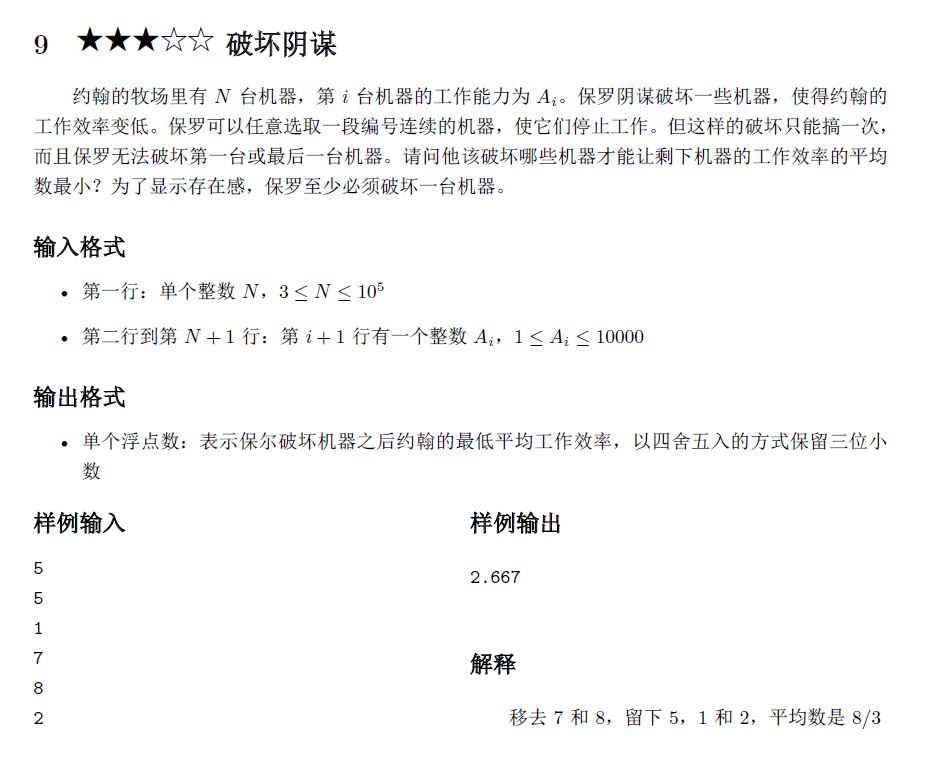 9 ★★★☆☆ 破坏阴谋
约翰的牧场里有 N 台机器，第 i 台机器的工作能力为 Aᵢ。保罗阴谋破坏一些机器，使得约翰的
工作效率变低。保罗可以任意选取一段编号连续的机器，使它们停止工作。但这样的破坏只能搞一次，
而且保罗无法破坏第一台或最后一台机器。请问他该破坏哪些机器才能让剩下机器的工作效率的平均
数最小？为了显示存在感，保罗至少必须破坏一台机器。
输入格式
• 第一行：单个整数 N，3 ≤ N ≤ 10⁵
• 第二行到第 N + 1 行：第 i + 1 行有一个整数 Aᵢ，1 ≤ Aᵢ ≤ 10000
输出格式
• 单个浮点数：表示保尔破坏机器之后约翰的最低平均工作效率，以四舍五入的方式保留三位小
数
样例输入
5
5
1
7
8
2
样例输出
2.667
解释
移去 7 和 8，留下 5，1 和 2，平均数是 8/3